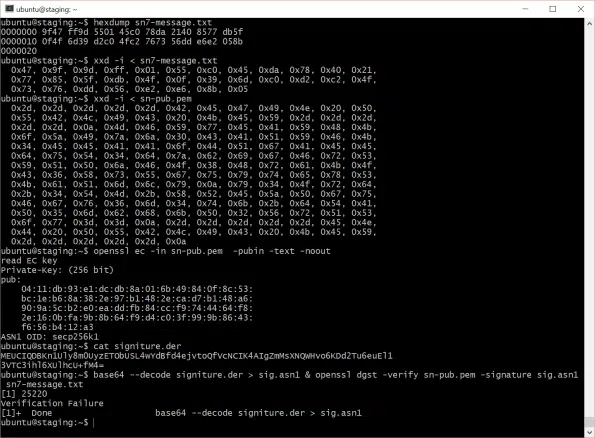 ubuntu@staging: ~
ubuntu@staging:~$ hexdump sn7-message.txt
0000000 9f47 ff9d 5501 45c0 78da 2140 8577 db5f
0000010 0f4f 6d39 d2c0 4fc2 7673 56dd e6e2 058b
0000020
ubuntu@staging:~$ xxd -i < sn7-message.txt
0x47, 0x9f, 0x9d, 0xff, 0x01, 0x55, 0xc0, 0x45, 0xda, 0x78, 0x40, 0x21,
0x77, 0x85, 0x5f, 0xdb, 0x4f, 0x0f, 0x39, 0x6d, 0xc0, 0xd2, 0xc2, 0x4f,
0x73, 0x76, 0xdd, 0x56, 0xe2, 0xe6, 0x8b, 0x05
ubuntu@staging:~$ xxd -i < sn-pub.pem
0x2d, 0x2d, 0x2d, 0x2d, 0x2d, 0x42, 0x45, 0x47, 0x49, 0x4e, 0x20, 0x50,
0x55, 0x42, 0x4c, 0x49, 0x43, 0x20, 0x4b, 0x45, 0x59, 0x2d, 0x2d, 0x2d,
0x2d, 0x2d, 0x0a, 0x4d, 0x46, 0x59, 0x77, 0x45, 0x41, 0x59, 0x48, 0x4b,
0x6f, 0x5a, 0x49, 0x7a, 0x6a, 0x30, 0x43, 0x41, 0x51, 0x59, 0x46, 0x4b,
0x34, 0x45, 0x45, 0x41, 0x41, 0x6f, 0x44, 0x51, 0x67, 0x41, 0x45, 0x45,
0x64, 0x75, 0x54, 0x34, 0x64, 0x7a, 0x62, 0x69, 0x67, 0x46, 0x72, 0x53,
0x59, 0x51, 0x50, 0x6a, 0x46, 0x4f, 0x38, 0x48, 0x72, 0x61, 0x4b, 0x4f,
0x43, 0x36, 0x58, 0x73, 0x55, 0x67, 0x75, 0x79, 0x74, 0x65, 0x78, 0x53,
0x4b, 0x61, 0x51, 0x6d, 0x6c, 0x79, 0x0a, 0x79, 0x34, 0x4f, 0x72, 0x64,
0x2b, 0x34, 0x54, 0x4d, 0x2b, 0x58, 0x52, 0x45, 0x5a, 0x50, 0x67, 0x75,
0x46, 0x67, 0x76, 0x36, 0x6d, 0x34, 0x74, 0x6b, 0x2b, 0x64, 0x54, 0x41,
0x50, 0x35, 0x6d, 0x62, 0x68, 0x6b, 0x50, 0x32, 0x56, 0x72, 0x51, 0x53,
0x6f, 0x77, 0x3d, 0x3d, 0x0a, 0x2d, 0x2d, 0x2d, 0x2d, 0x2d, 0x45, 0x4e,
0x44, 0x20, 0x50, 0x55, 0x42, 0x4c, 0x49, 0x43, 0x20, 0x4b, 0x45, 0x59,
0x2d, 0x2d, 0x2d, 0x2d, 0x2d, 0x0a
ubuntu@staging:~$ openssl ec -in sn-pub.pem  -pubin -text -noout
read EC key
Private-Key: (256 bit)
pub:
04:11:db:93:e1:dc:db:8a:01:6b:49:84:0f:8c:53:
bc:1e:b6:8a:38:2e:97:b1:48:2e:ca:d7:b1:48:a6:
90:9a:5c:b2:e0:ea:dd:fb:84:cc:f9:74:44:64:f8:
2e:16:0b:fa:9b:8b:64:f9:d4:c0:3f:99:9b:86:43:
f6:56:b4:12:a3
ASN1 OID: secp256k1
ubuntu@staging:~$ cat signiture.der
MEUCIQDBKn1Uly8m0UyzETObUSL4wYdBfd4ejvtoQfVcNCIK4AIgZmMsXNQWHvo6KDd2Tu6euEl1
3VTC3ihl6XUlhcU+fM4=
ubuntu@staging:~$ base64 --decode signiture.der > sig.asn1 & openssl dgst -verify sn-pub.pem -signature sig.asn1
sn7-message.txt
[1] 25220
Verification Failure
[1]+  Done                    base64 --decode signiture.der > sig.asn1
ubuntu@staging:~$